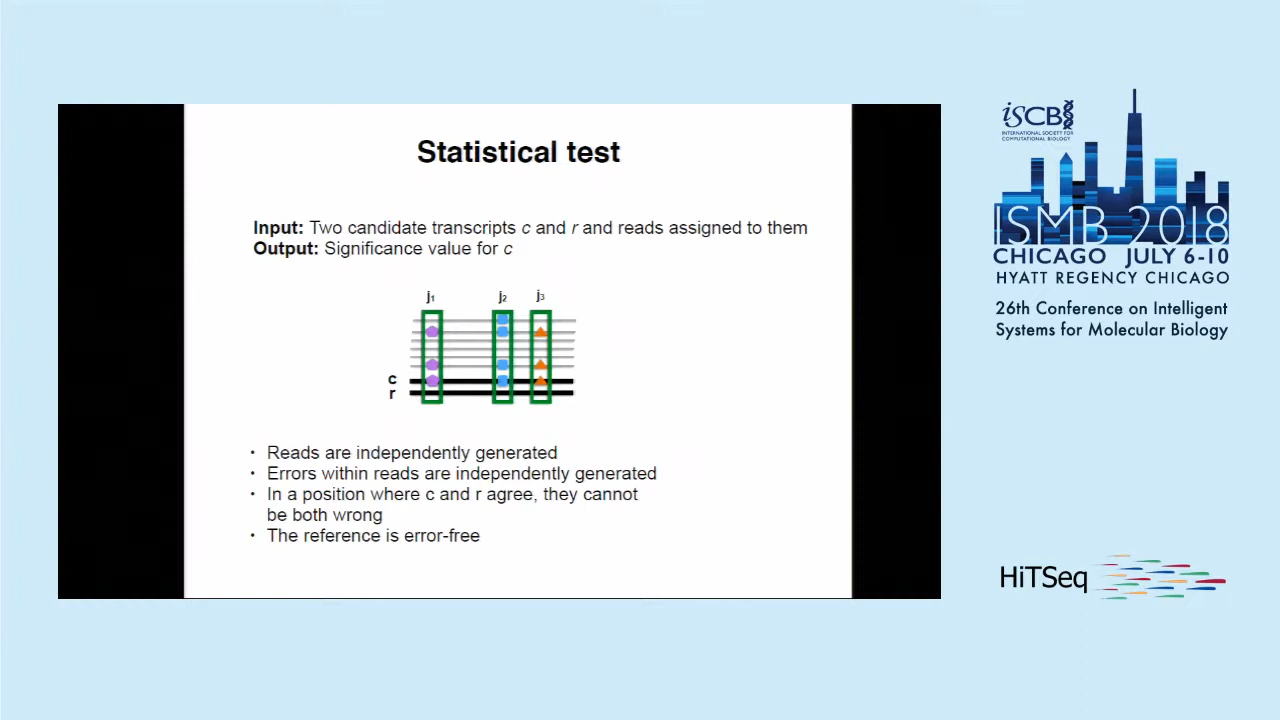 Statistical test
Input: Two candidate transcripts c and r and reads assigned to them
Output: Significance value for c
j1 j2 j3
c
r
• Reads are independently generated
• Errors within reads are independently generated
• In a position where c and r agree, they cannot
be both wrong
• The reference is error-free
iSCB
INTERNATIONAL SOCIETY FOR
COMPUTATIONAL BIOLOGY
ISMB 2018
CHICAGO JULY 6-10
HYATT REGENCY CHICAGO
26th Conference on Intelligent
Systems for Molecular Biology
HiTSeq